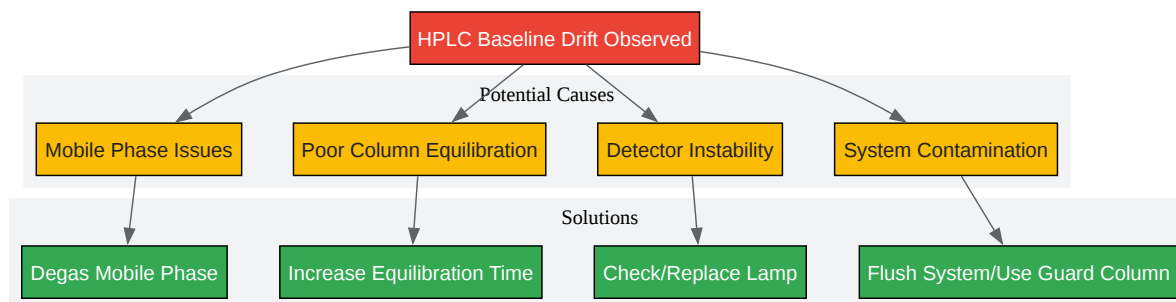 HPLC Baseline Drift Observed
Potential Causes
Mobile Phase Issues
Poor Column Equilibration
Detector Instability
System Contamination
Solutions
Degas Mobile Phase
Increase Equilibration Time
Check/Replace Lamp
Flush System/Use Guard Column